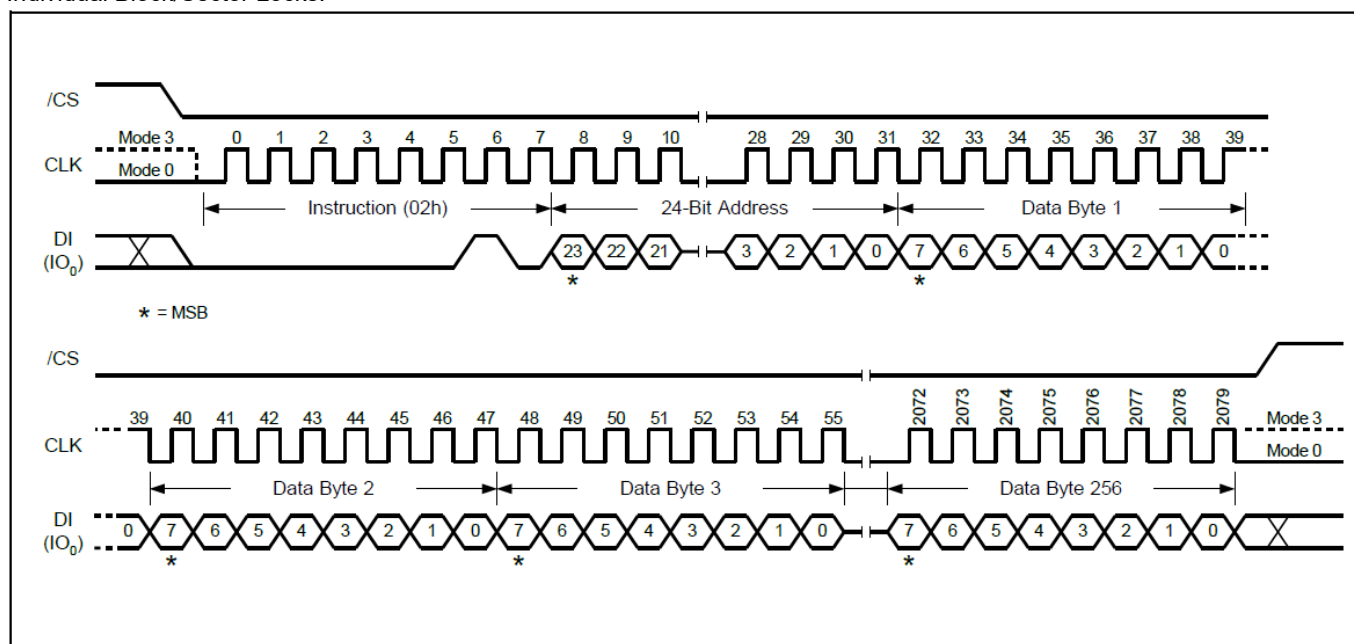 /CS
Mode 3 0 1 2 3 4 5 6 7 8 9 10 28 29 30 31 32 33 34 35 36 37 38 39
CLK Mode 0
Instruction (02h) 24-Bit Address Data Byte 1
DI
(IO0) 23 22 21 3 2 1 0 7 6 5 4 3 2 1 0
* *
* = MSB
/CS
39 40 41 42 43 44 45 46 47 48 49 50 51 52 53 54 55 2072 2073 2074 2075 2076 2077 2078 2079 Mode 3
CLK Mode 0
Data Byte 2 Data Byte 3 Data Byte 256
DI
(IO0) 0 7 6 5 4 3 2 1 0 7 6 5 4 3 2 1 0 7 6 5 4 3 2 1 0
* * *